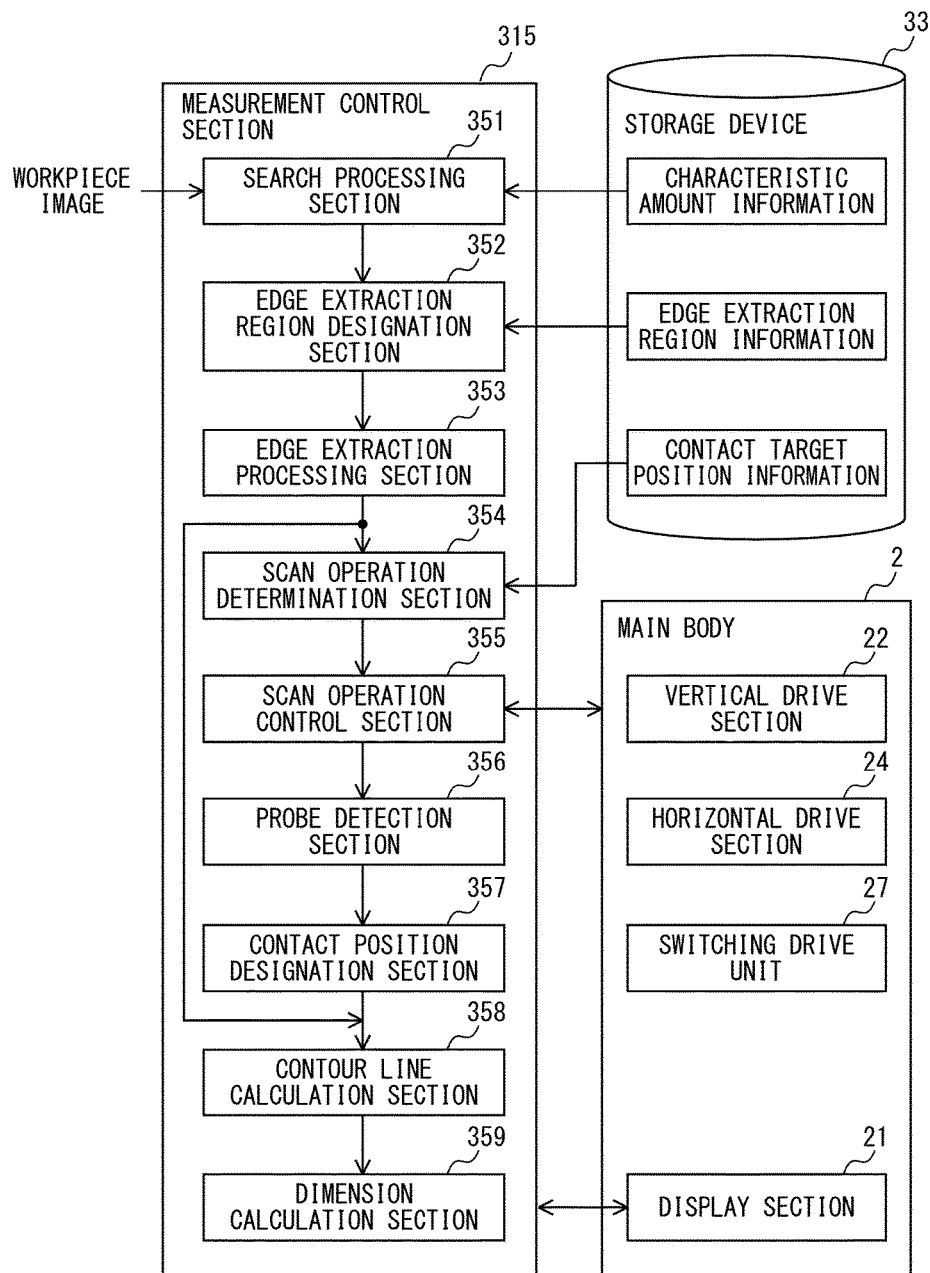 315
33
MEASUREMENT CONTROL
SECTION
STORAGE DEVICE
351
WORKPIECE
IMAGE
SEARCH PROCESSING
SECTION
CHARACTERISTIC
AMOUNT INFORMATION
352
EDGE EXTRACTION
REGION DESIGNATION
SECTION
EDGE EXTRACTION
REGION INFORMATION
353
EDGE EXTRACTION
PROCESSING SECTION
CONTACT TARGET
POSITION INFORMATION
354
SCAN OPERATION
DETERMINATION SECTION
2
MAIN BODY
355
SCAN OPERATION
CONTROL SECTION
22
VERTICAL DRIVE
SECTION
356
PROBE DETECTION
SECTION
24
HORIZONTAL DRIVE
SECTION
357
CONTACT POSITION
DESIGNATION SECTION
27
SWITCHING DRIVE
UNIT
358
CONTOUR LINE
CALCULATION SECTION
359
DIMENSION
CALCULATION SECTION
21
DISPLAY SECTION